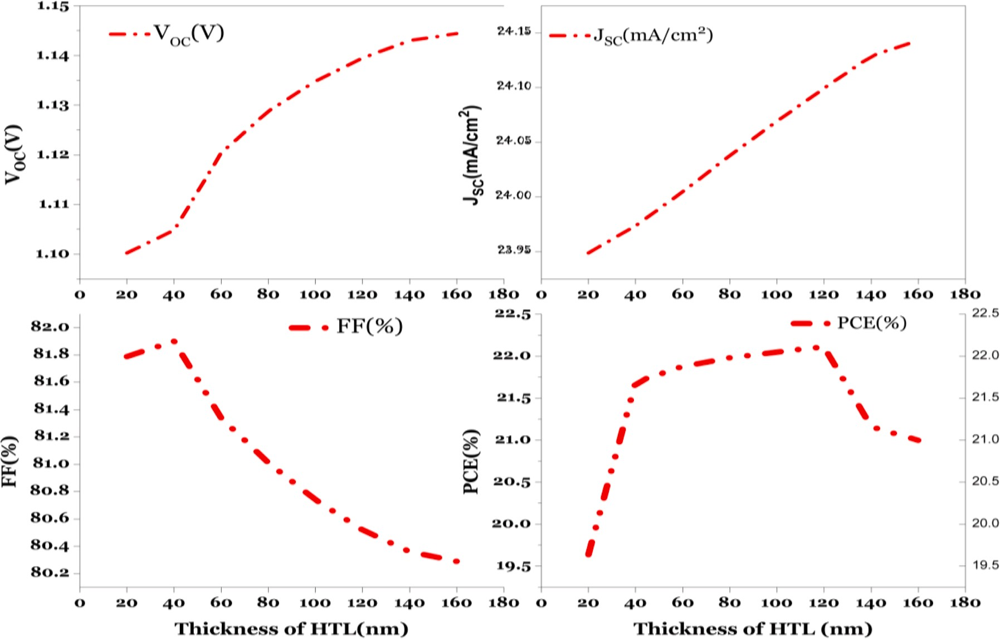 1.15
1.14
1.13
1.12
1.11
1.10
V_OC(V)
V_OC(V)
0 20 40 60 80 100 120 140 160 180
24.15
24.10
24.05
24.00
23.95
J_SC(mA/cm²)
J_SC(mA/cm²)
0 20 40 60 80 100 120 140 160 180
82.0
81.8
81.6
81.4
81.2
81.0
80.8
80.6
80.4
80.2
FF(%)
FF(%)
0 20 40 60 80 100 120 140 160 180
Thickness of HTL(nm)
22.5
22.0
21.5
21.0
20.5
20.0
19.5
PCE(%)
PCE(%)
22.5
22.0
21.5
21.0
20.5
20.0
19.5
0 20 40 60 80 100 120 140 160 180
Thickness of HTL (nm)